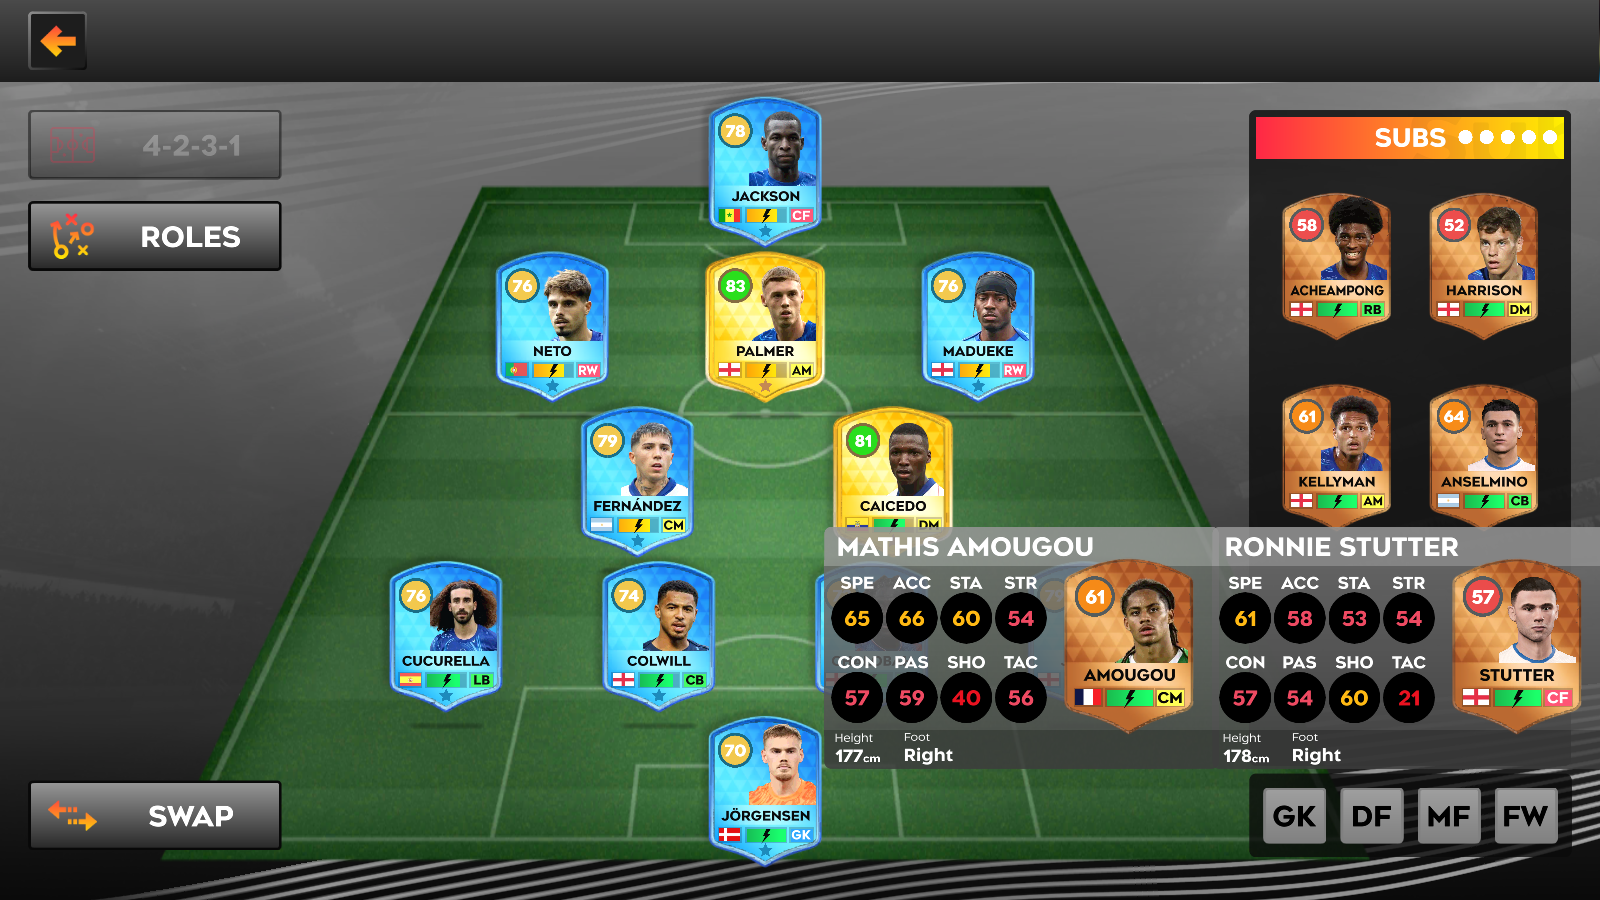 4-2-3-1
ROLES
SWAP
78
JACKSON
CF
76
NETO
RW
83
PALMER
AM
76
MADUEKE
RW
79
FERNÁNDEZ
CM
81
CAICEDO
DM
76
CUCURELLA
LB
74
COLWILL
CB
79
70
JÖRGENSEN
GK
SUBS
58
ACHEAMPONG
RB
52
HARRISON
DM
61
KELLYMAN
AM
64
ANSELMINO
CB
MATHIS AMOUGOU
SPE ACC STA STR
65 66 60 54
CON PAS SHO TAC
57 59 40 56
Height Foot
177cm Right
61
AMOUGOU
CM
RONNIE STUTTER
SPE ACC STA STR
61 58 53 54
CON PAS SHO TAC
57 54 60 21
Height Foot
178cm Right
57
STUTTER
CF
GK DF MF FW